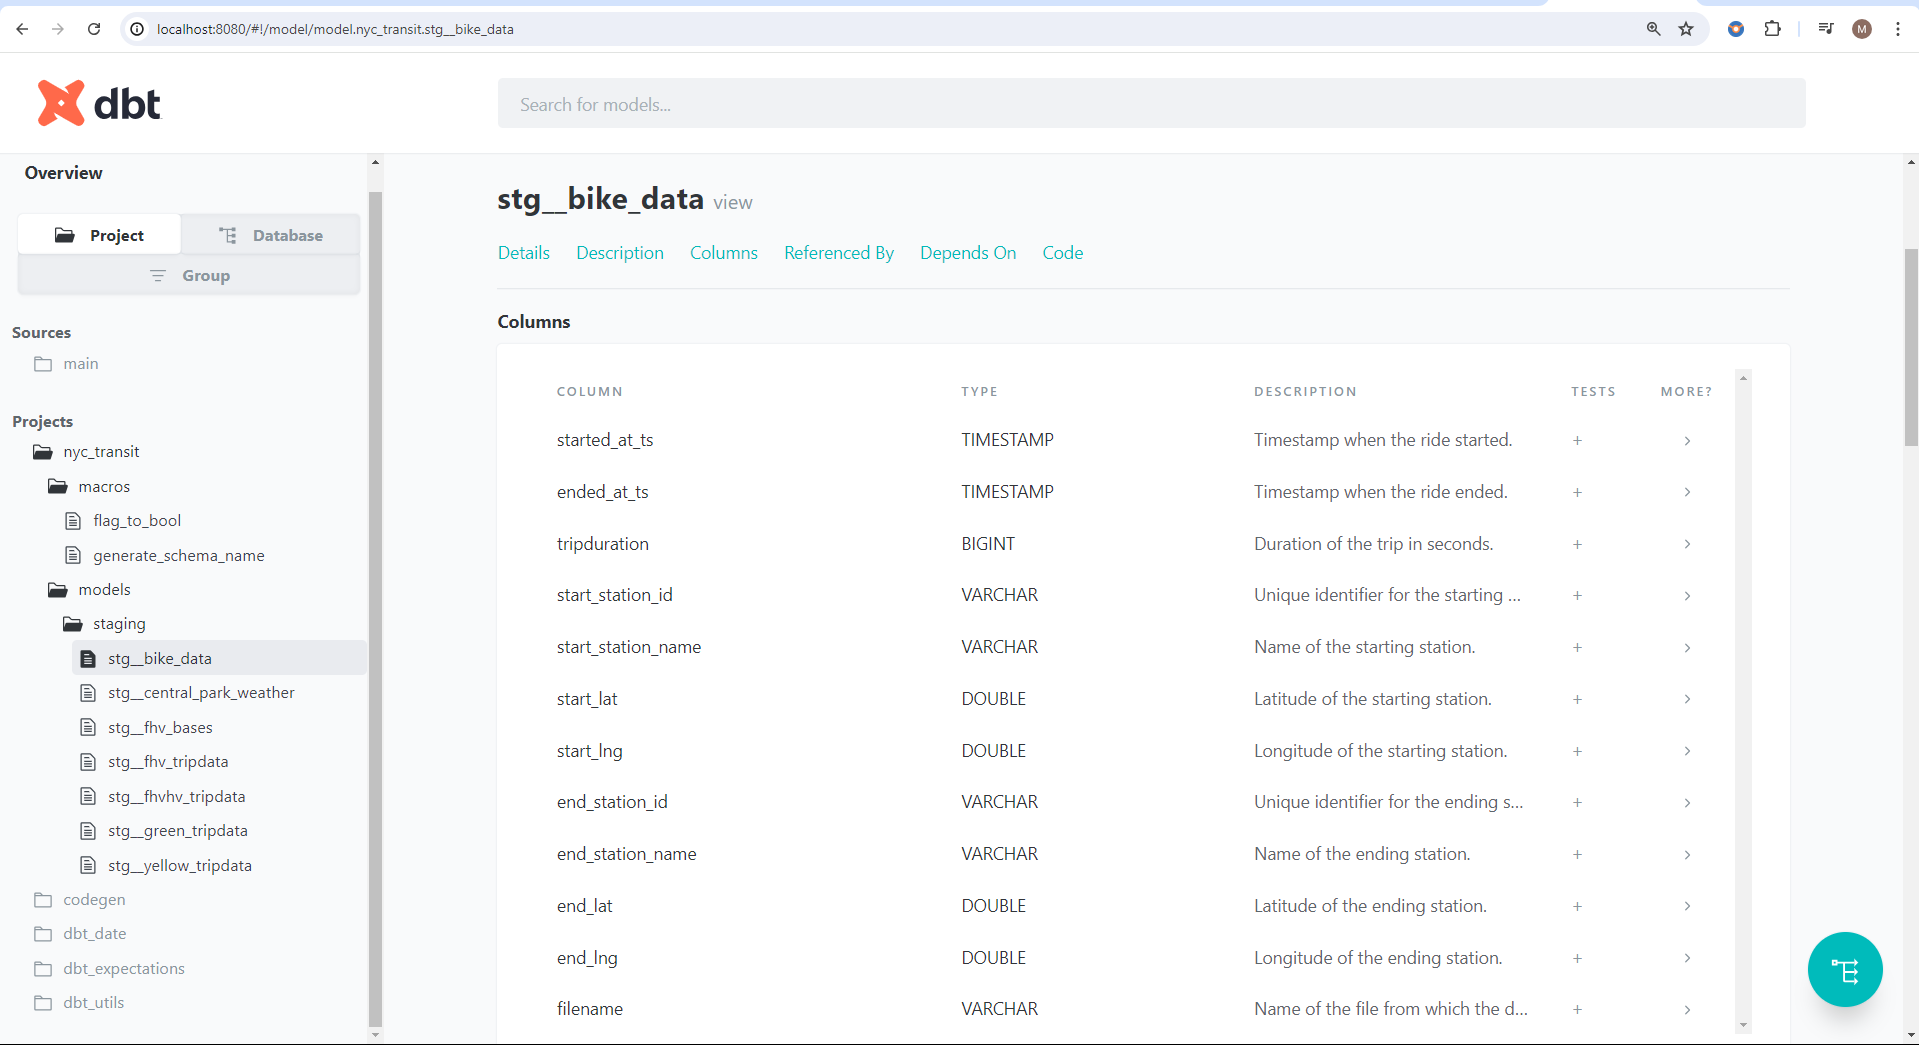 localhost:8080/#!/model/model.nyc_transit.stg__bike_data
M
dbt
Search for models...
Overview
Project
Database
Group
Sources
main
Projects
nyc_transit
macros
flag_to_bool
generate_schema_name
models
staging
stg__bike_data
stg__central_park_weather
stg__fhv_bases
stg__fhv_tripdata
stg__fhvhv_tripdata
stg__green_tripdata
stg__yellow_tripdata
codegen
dbt_date
dbt_expectations
dbt_utils
stg__bike_data view
Details Description Columns Referenced By Depends On Code
Columns
COLUMN TYPE DESCRIPTION TESTS MORE?
started_at_ts TIMESTAMP Timestamp when the ride started. +
ended_at_ts TIMESTAMP Timestamp when the ride ended. +
tripduration BIGINT Duration of the trip in seconds. +
start_station_id VARCHAR Unique identifier for the starting ... +
start_station_name VARCHAR Name of the starting station. +
start_lat DOUBLE Latitude of the starting station. +
start_lng DOUBLE Longitude of the starting station. +
end_station_id VARCHAR Unique identifier for the ending s... +
end_station_name VARCHAR Name of the ending station. +
end_lat DOUBLE Latitude of the ending station. +
end_lng DOUBLE Longitude of the ending station. +
filename VARCHAR Name of the file from which the d... +